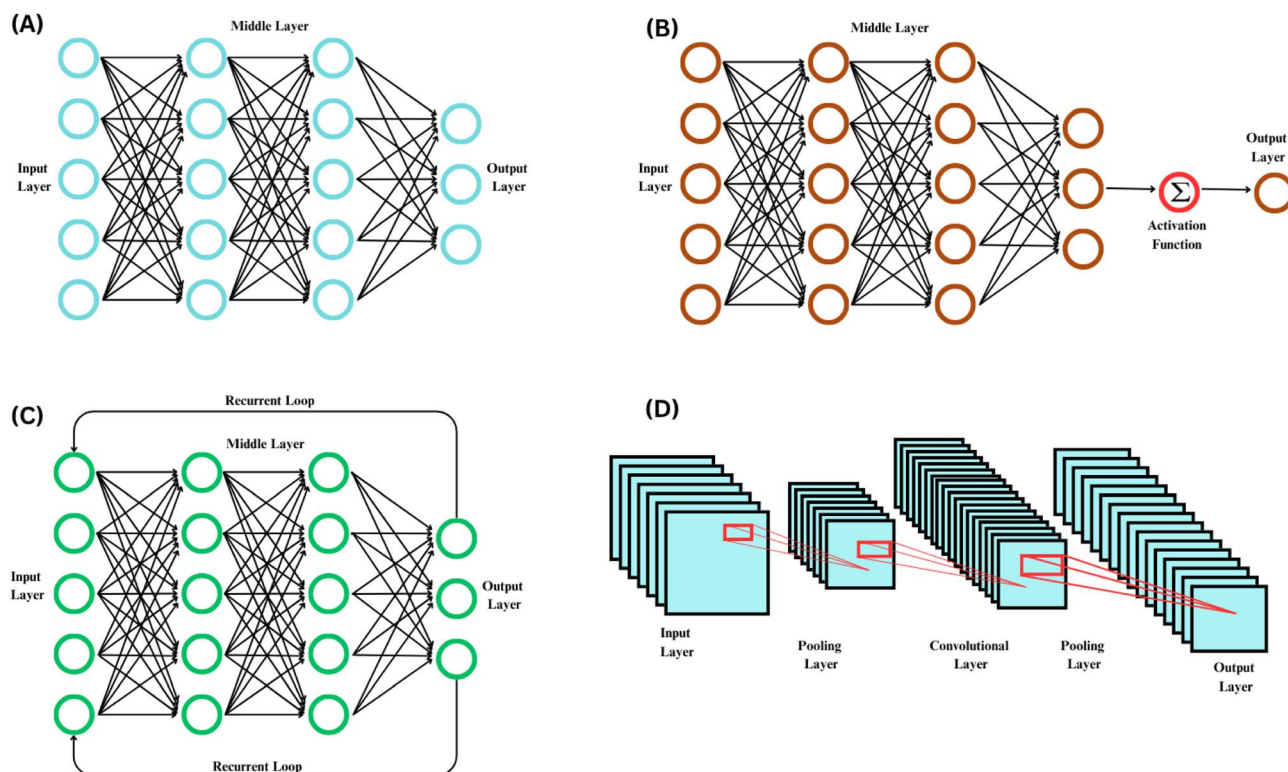 (A)
Middle Layer
Input
Layer
Output
Layer
(B)
Middle Layer
Input
Layer
Output
Layer
Σ
Activation
Function
(C)
Recurrent Loop
Middle Layer
Input
Layer
Output
Layer
Recurrent Loop
(D)
Input
Layer
Pooling
Layer
Convolutional
Layer
Pooling
Layer
Output
Layer